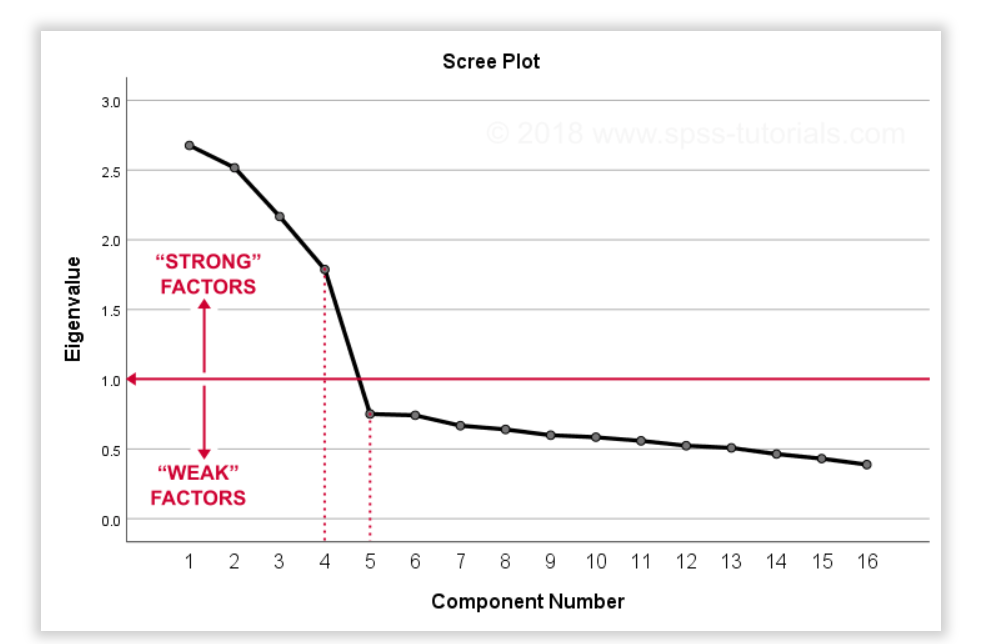 Scree Plot
© 2018 www.spss-tutorials.com
3.0
2.5
2.0
1.5
1.0
0.5
0.0
Eigenvalue
“STRONG”
FACTORS
“WEAK”
FACTORS
1 2 3 4 5 6 7 8 9 10 11 12 13 14 15 16
Component Number